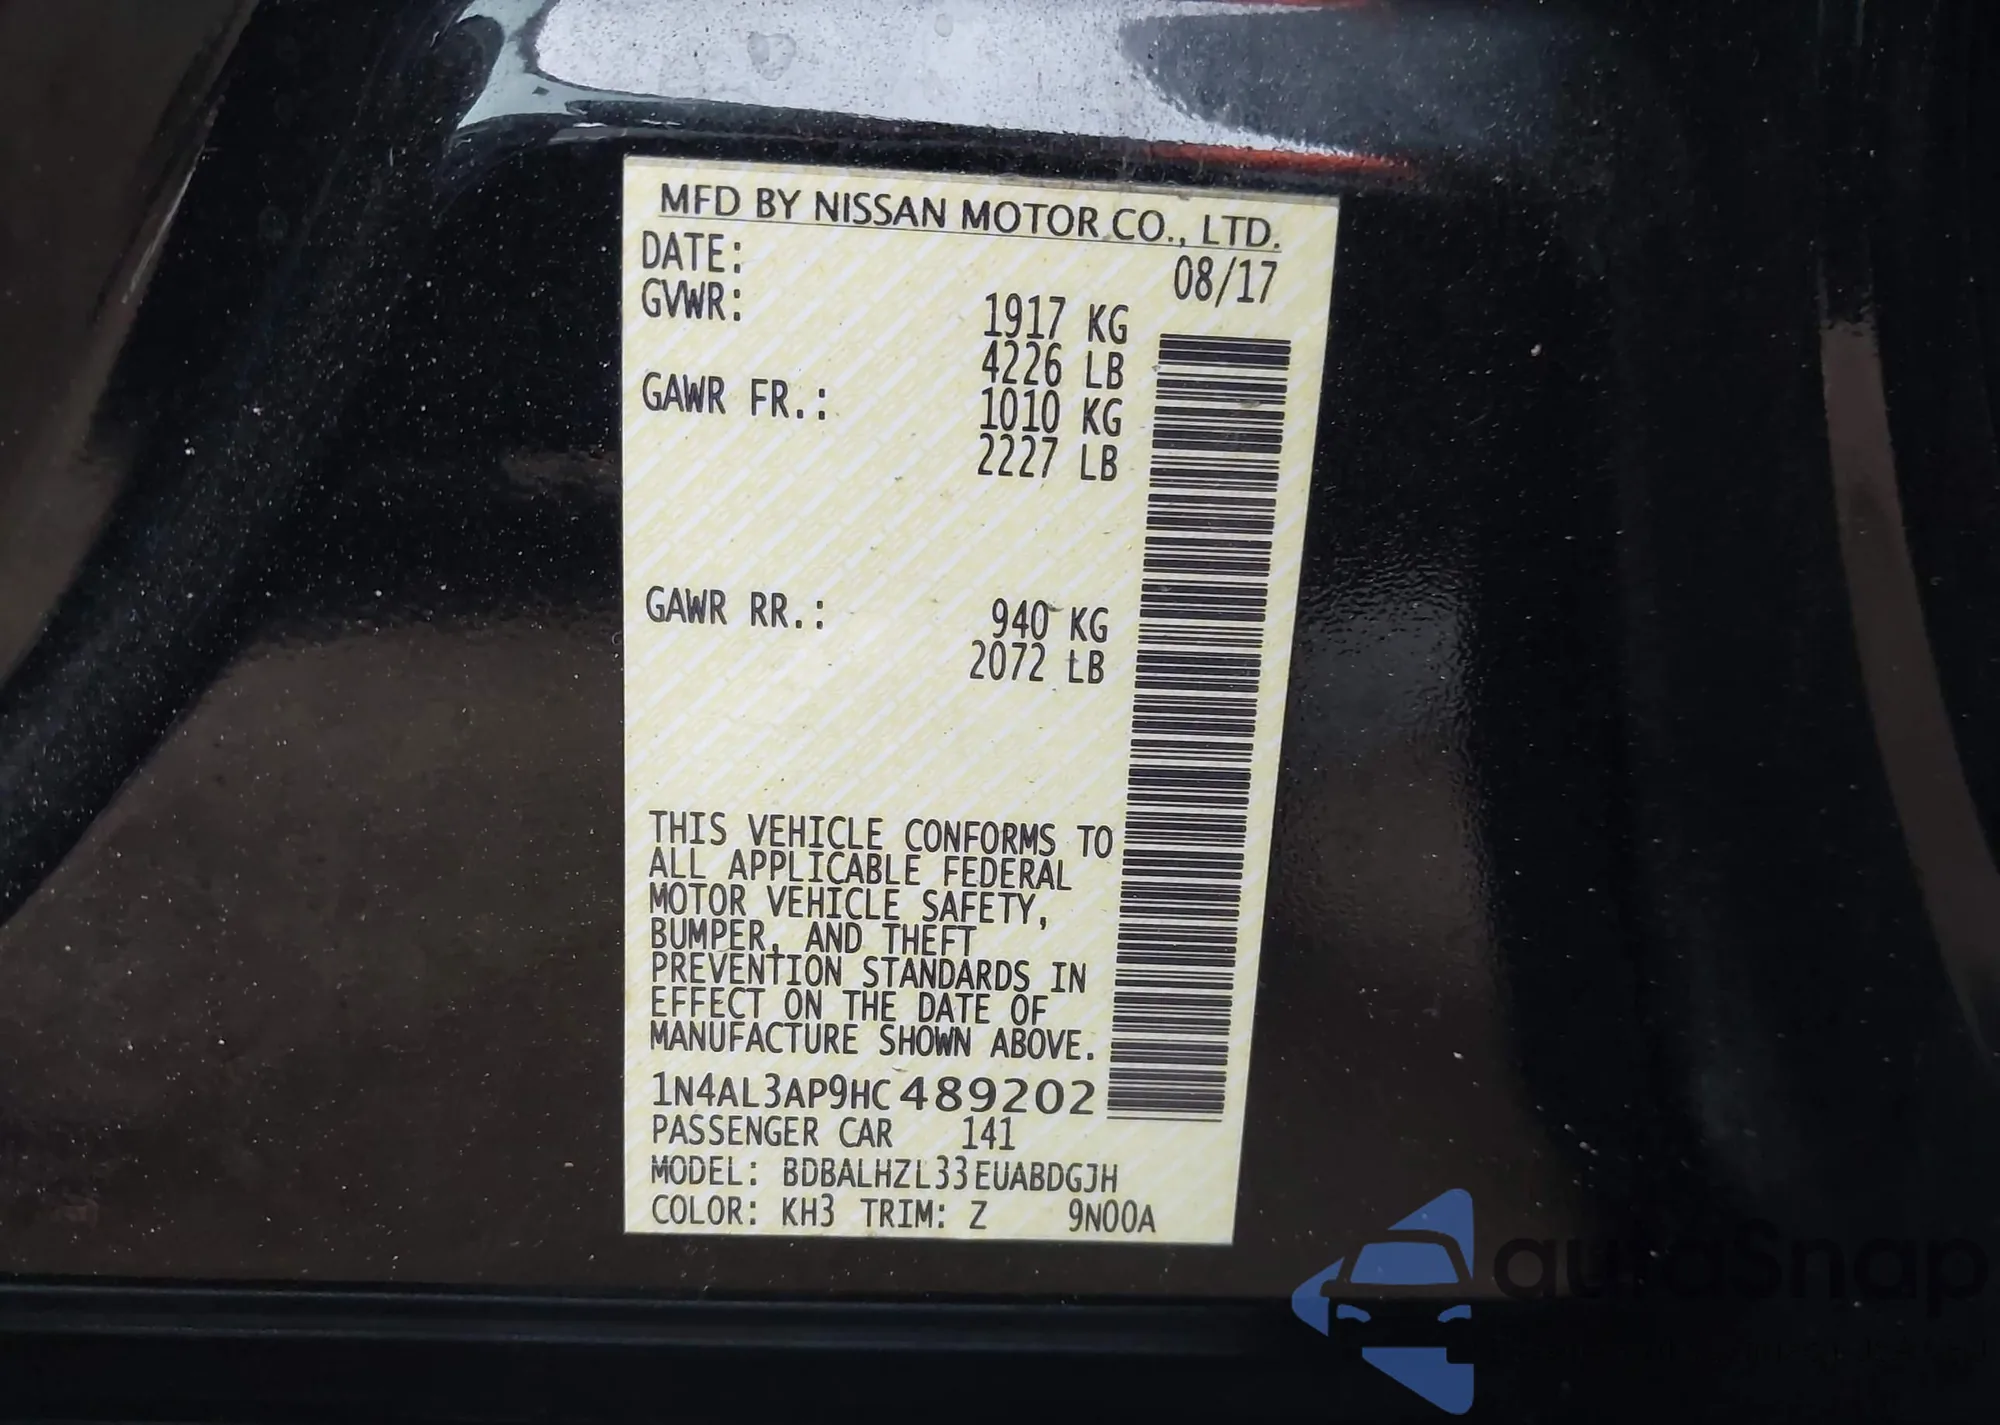 MFD BY NISSAN MOTOR CO., LTD.
DATE: 08/17
GVWR: 1917 KG
4226 LB
GAWR FR.: 1010 KG
2227 LB
GAWR RR.: 940 KG
2072 LB
THIS VEHICLE CONFORMS TO
ALL APPLICABLE FEDERAL
MOTOR VEHICLE SAFETY,
BUMPER, AND THEFT
PREVENTION STANDARDS IN
EFFECT ON THE DATE OF
MANUFACTURE SHOWN ABOVE.
1N4AL3AP9HC489202
PASSENGER CAR 141
MODEL: BDBALHZL33EUABDGJH
COLOR: KH3 TRIM: Z 9N00A
autoSnap